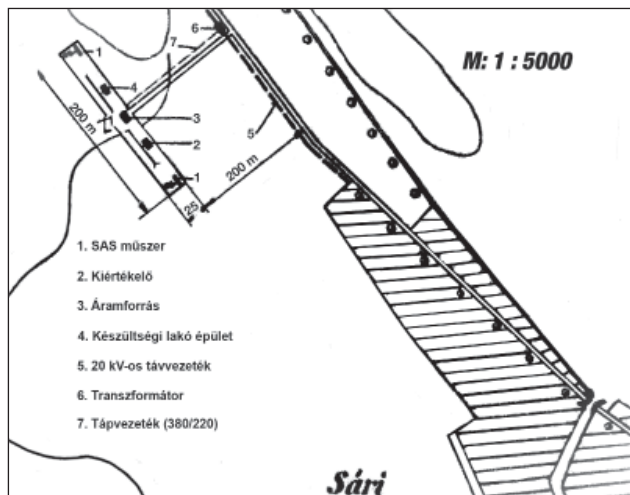 6
7
M: 1 : 5000
1
4
3
200 m
2
5
1
200 m
25
1. SAS műszer
2. Kiértékelő
3. Áramforrás
4. Készültségi lakó épület
5. 20 kV-os távvezeték
6. Transzformátor
7. Tápvezeték (380/220)
Sári